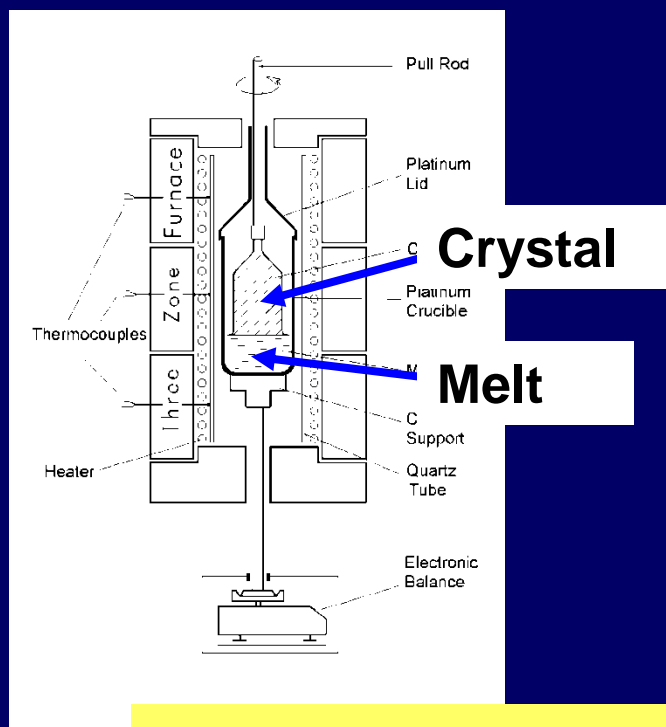 Pull Rod
Platinum
Lid
Crystal
Platinum
Crucible
Melt
Support
Quartz
Tube
Electronic
Balance
Furnace
Zone
Three
Thermocouples
Heater